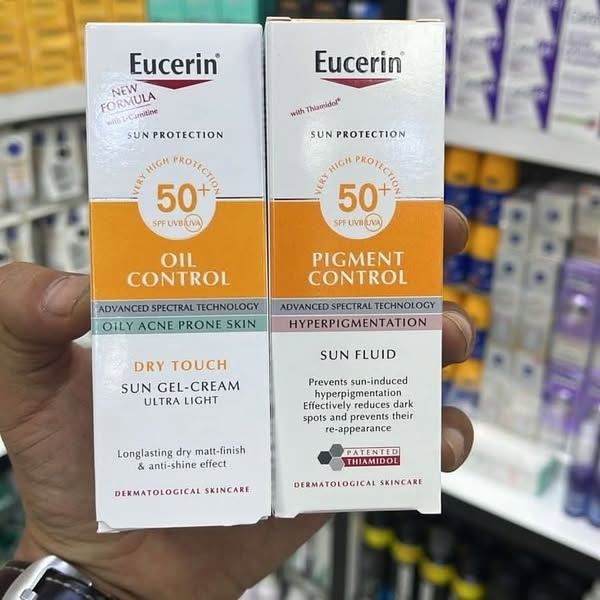 Eucerin®
NEW
FORMULA
with L-Carnitine
SUN PROTECTION
VERY HIGH PROTECTION
50+
SPF UVB UVA
OIL
CONTROL
ADVANCED SPECTRAL TECHNOLOGY
OILY ACNE PRONE SKIN
DRY TOUCH
SUN GEL-CREAM
ULTRA LIGHT
Longlasting dry matt-finish
& anti-shine effect
DERMATOLOGICAL SKINCARE
Eucerin®
with Thiamidol®
SUN PROTECTION
VERY HIGH PROTECTION
50+
SPF UVB UVA
PIGMENT
CONTROL
ADVANCED SPECTRAL TECHNOLOGY
HYPERPIGMENTATION
SUN FLUID
Prevents sun-induced
hyperpigmentation
Effectively reduces dark
spots and prevents their
re-appearance
PATENTED
THIAMIDOL
DERMATOLOGICAL SKINCARE